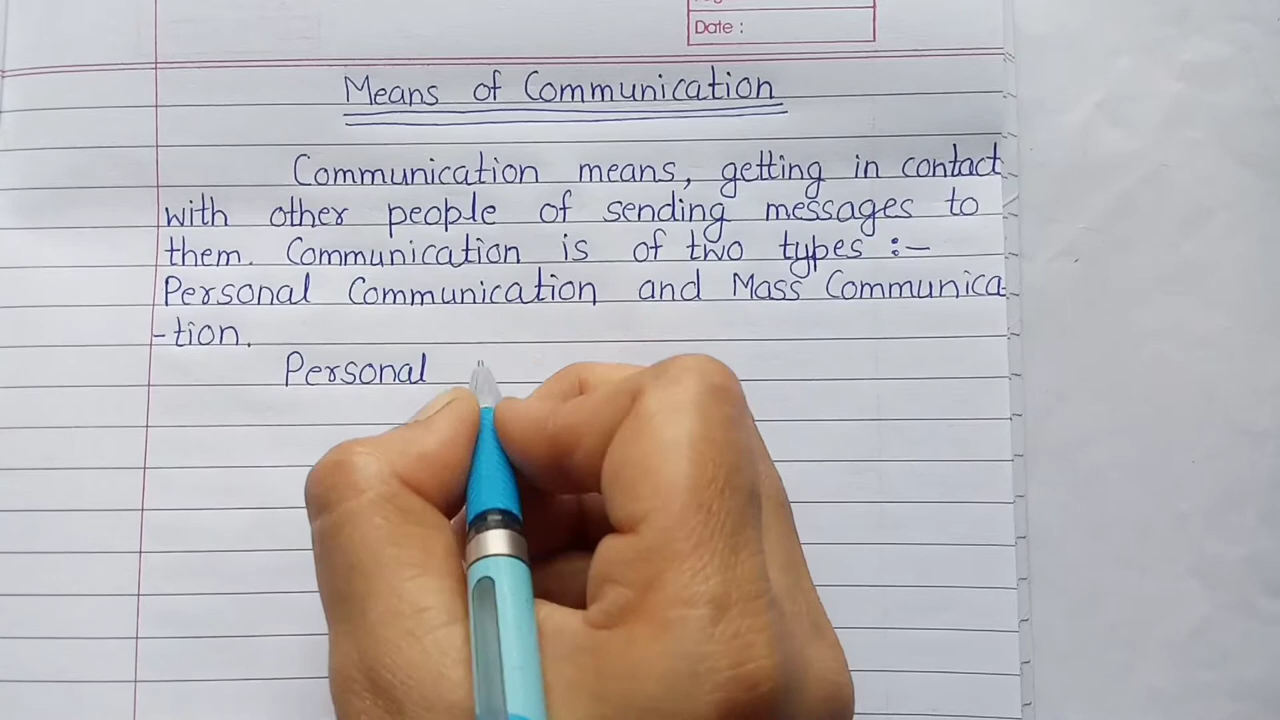 Date :
Means of Communication
Communication means, getting in contact
with other people of sending messages to
them. Communication is of two types :-
Personal Communication and Mass Communica
-tion.
Personal